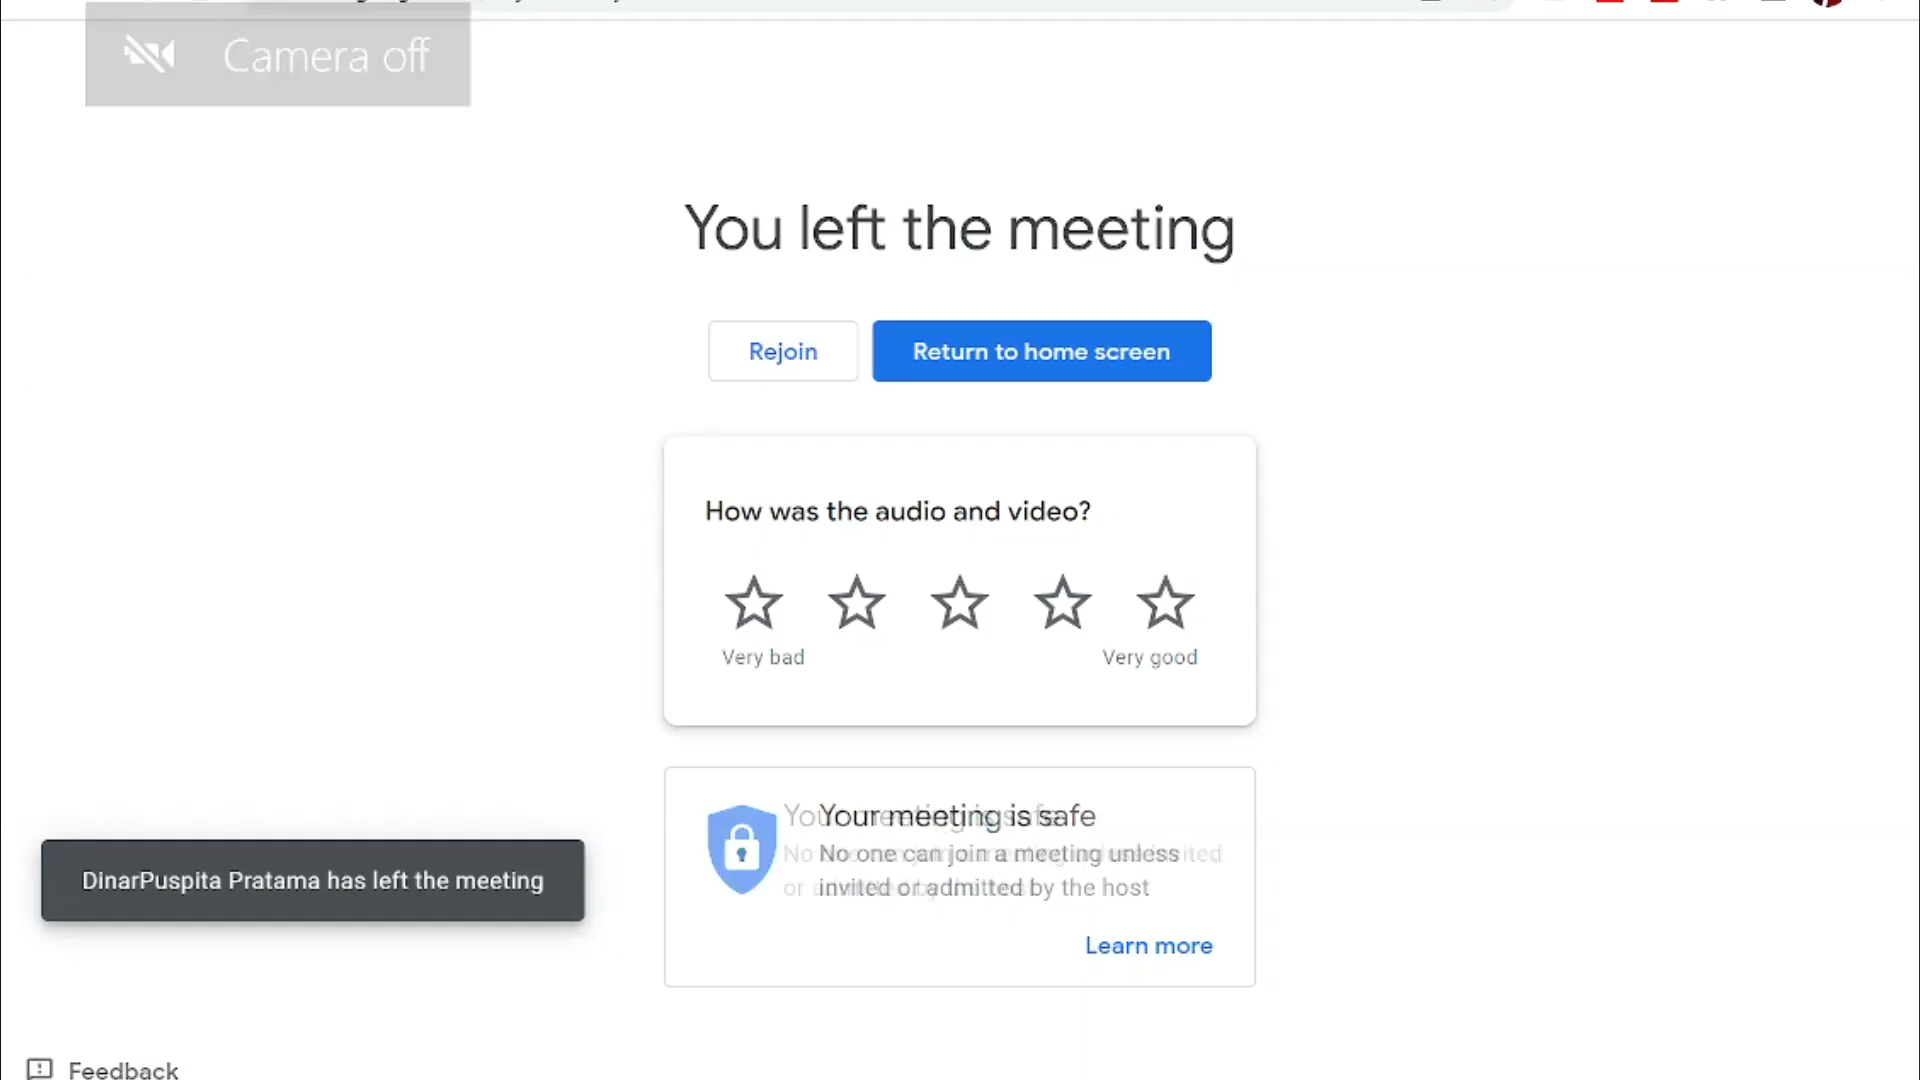 Camera off
You left the meeting
Rejoin
Return to home screen
How was the audio and video?
Very bad
Very good
Your meeting is safe
No one can join a meeting unless
invited or admitted by the host
Learn more
DinarPuspita Pratama has left the meeting
Feedback